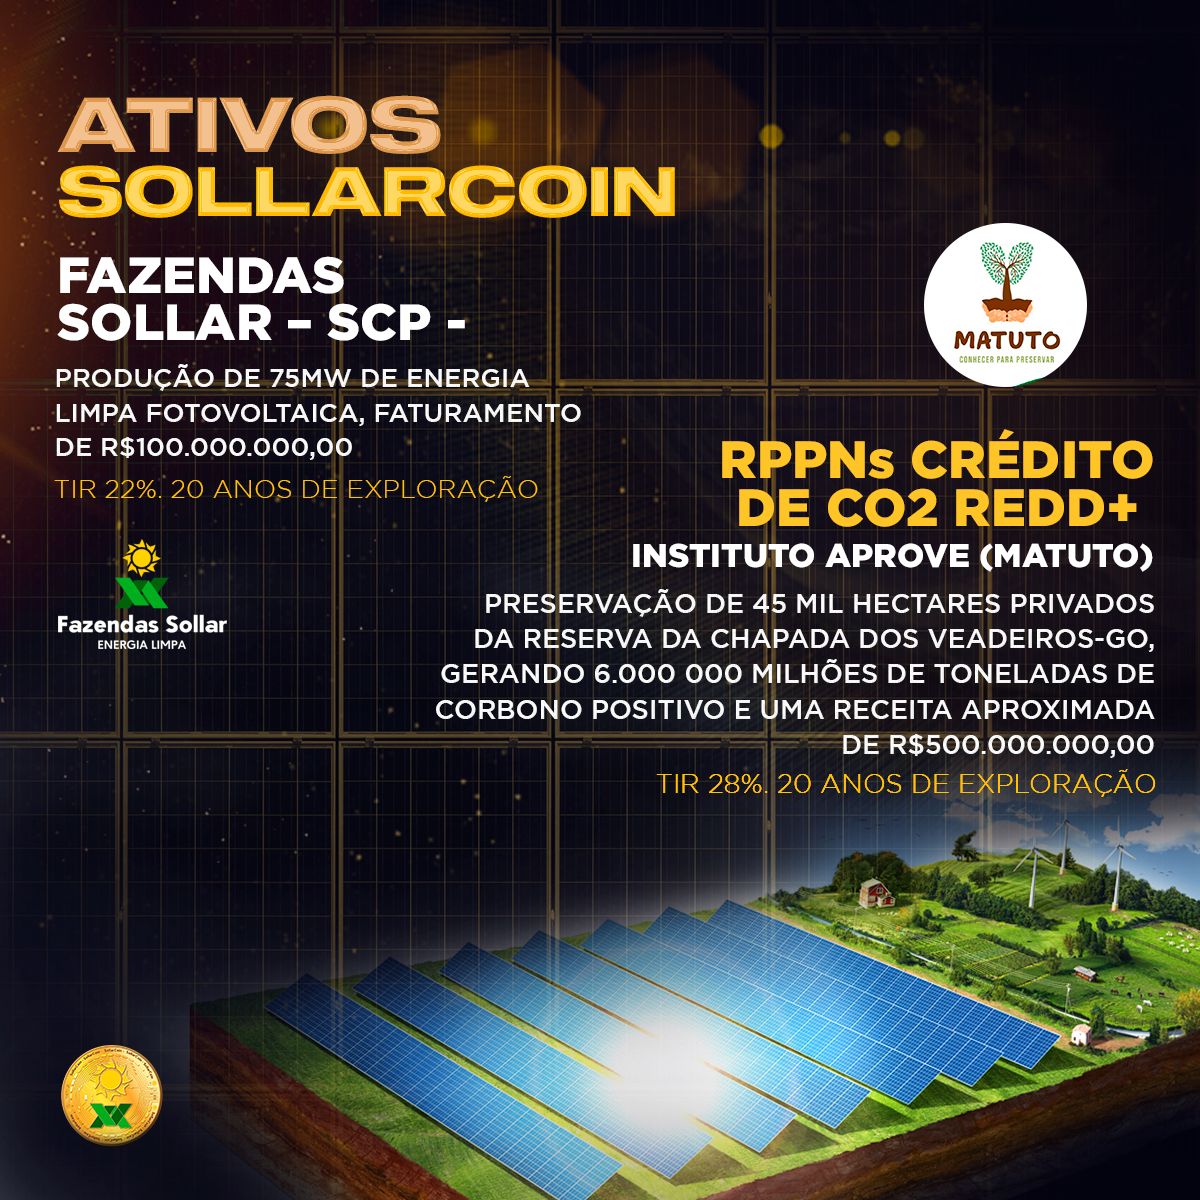 ATIVOS
SOLLARCOIN
FAZENDAS
SOLLAR – SCP -
PRODUÇÃO DE 75MW DE ENERGIA
LIMPA FOTOVOLTAICA, FATURAMENTO
DE R$100.000.000,00
TIR 22%. 20 ANOS DE EXPLORAÇÃO
Fazendas Sollar
ENERGIA LIMPA
MATUTO
CONHECER PARA PRESERVAR
RPPNs CRÉDITO
DE CO2 REDD+
INSTITUTO APROVE (MATUTO)
PRESERVAÇÃO DE 45 MIL HECTARES PRIVADOS
DA RESERVA DA CHAPADA DOS VEADEIROS-GO,
GERANDO 6.000 000 MILHÕES DE TONELADAS DE
CORBONO POSITIVO E UMA RECEITA APROXIMADA
DE R$500.000.000,00
TIR 28%. 20 ANOS DE EXPLORAÇÃO